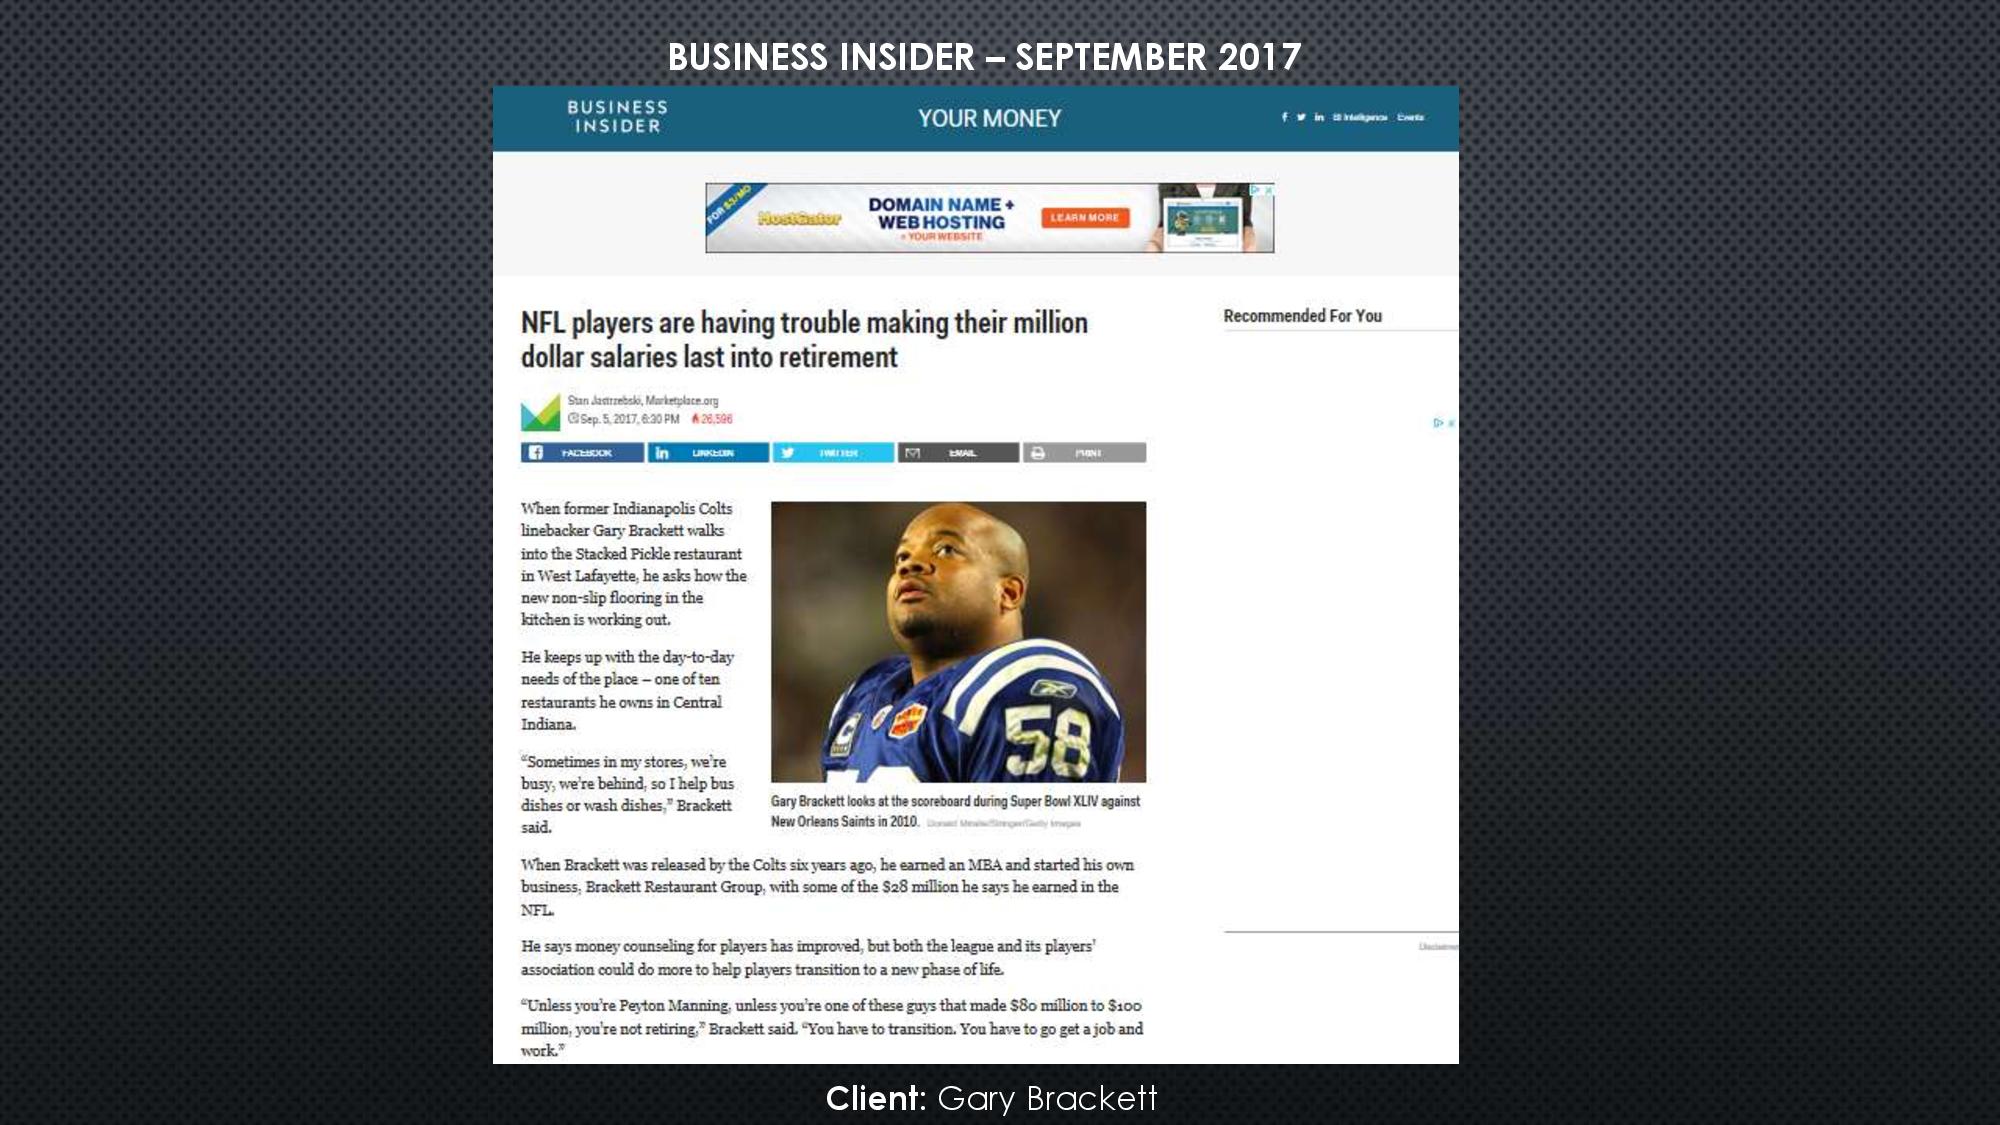 BUSINESS INSIDER – SEPTEMBER 2017
BUSINESS
INSIDER
YOUR MONEY
BI Intelligence Events
FOR $3/MO
HostGator
DOMAIN NAME +
WEB HOSTING
= YOUR WEBSITE
LEARN MORE
NFL players are having trouble making their million
dollar salaries last into retirement
Recommended For You
Stan Jastrzebski, Marketplace.org
Sep. 5, 2017, 6:30 PM 26,596
FACEBOOK
LINKEDIN
TWITTER
EMAIL
PRINT
When former Indianapolis Colts
linebacker Gary Brackett walks
into the Stacked Pickle restaurant
in West Lafayette, he asks how the
new non-slip flooring in the
kitchen is working out.
He keeps up with the day-to-day
needs of the place – one of ten
restaurants he owns in Central
Indiana.
“Sometimes in my stores, we’re
busy, we’re behind, so I help bus
dishes or wash dishes,” Brackett
said.
C
58
Gary Brackett looks at the scoreboard during Super Bowl XLIV against
New Orleans Saints in 2010. Donald Miralle/Stringer/Getty Images
When Brackett was released by the Colts six years ago, he earned an MBA and started his own
business, Brackett Restaurant Group, with some of the $28 million he says he earned in the
NFL.
He says money counseling for players has improved, but both the league and its players’
association could do more to help players transition to a new phase of life.
“Unless you’re Peyton Manning, unless you’re one of these guys that made $80 million to $100
million, you’re not retiring,” Brackett said. “You have to transition. You have to go get a job and
work.”
Client: Gary Brackett